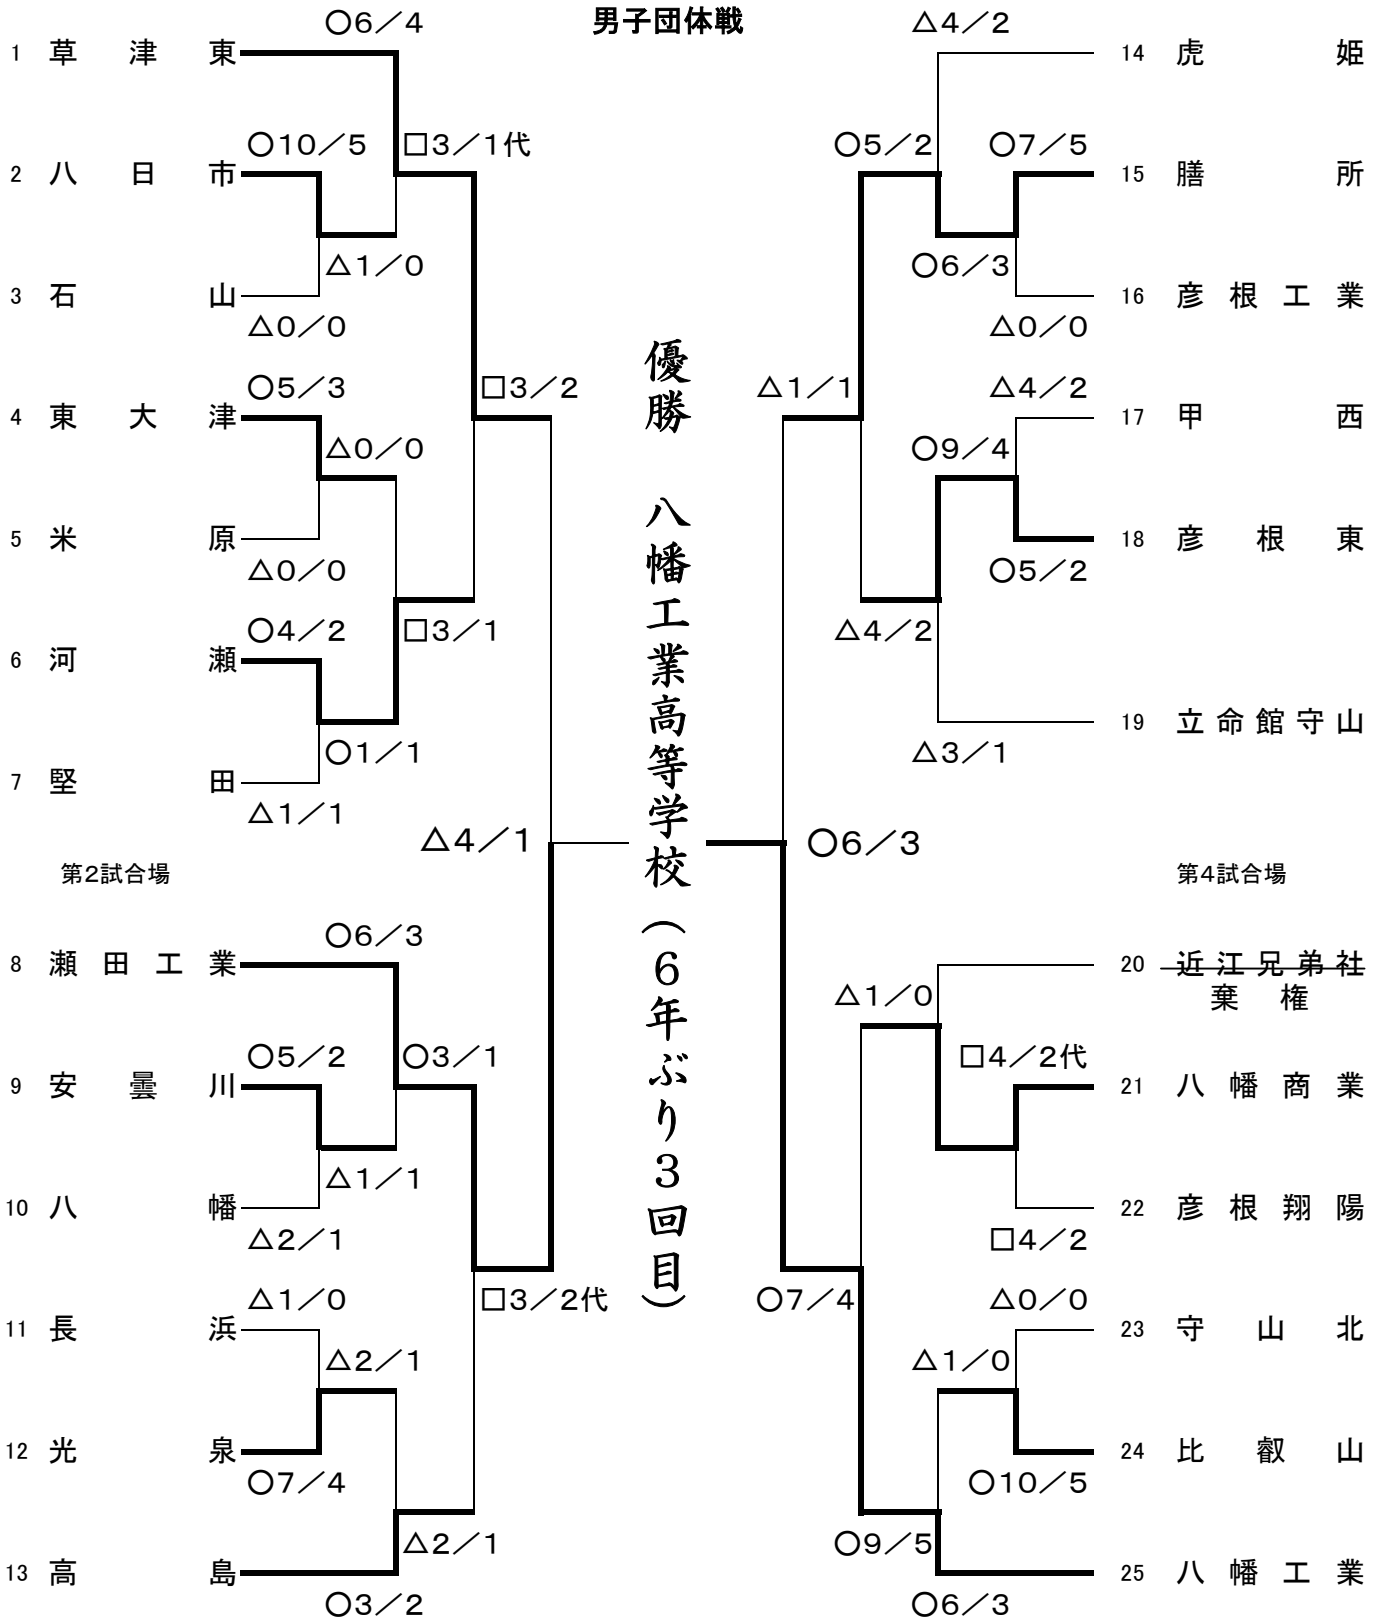 男子団体戦
○6／4
1 草津東
○10／5
□3／1代
2 八日市
△1／0
3 石山
△0／0
○5／3
□3／2
4 東大津
△0／0
5 米原
△0／0
○4／2
□3／1
6 河瀬
○1／1
7 堅田
△1／1
△4／1
第2試合場
○6／3
8 瀬田工業
○5／2
○3／1
9 安曇川
△1／1
10 八幡
△2／1
△1／0
□3／2代
11 長浜
△2／1
12 光泉
○7／4
△2／1
13 高島
○3／2
優勝　八幡工業高等学校（6年ぶり3回目）
△4／2
14 虎姫
○5／2
○7／5
15 膳所
○6／3
16 彦根工業
△0／0
△1／1
△4／2
17 甲西
○9／4
18 彦根東
○5／2
△4／2
19 立命館守山
△3／1
○6／3
第4試合場
20 近江兄弟社
棄権
△1／0
□4／2代
21 八幡商業
22 彦根翔陽
□4／2
○7／4
△0／0
23 守山北
△1／0
24 比叡山
○10／5
○9／5
25 八幡工業
○6／3